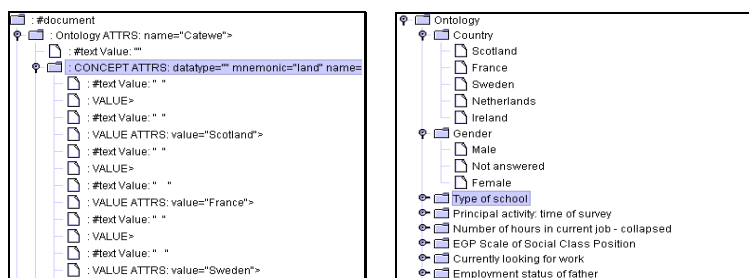 : #document
: Ontology ATTRS: name="Catewe">
: #text Value: ""
: CONCEPT ATTRS: datatype="" mnemonic="land" name=
: #text Value: "  "
: VALUE>
: #text Value: "  "
: VALUE ATTRS: value="Scotland">
: #text Value: "  "
: VALUE>
: #text Value: "    "
: VALUE ATTRS: value="France">
: #text Value: "  "
: VALUE>
: #text Value: "  "
: VALUE ATTRS: value="Sweden">
Ontology
Country
Scotland
France
Sweden
Netherlands
Ireland
Gender
Male
Not answered
Female
Type of school
Principal activity: time of survey
Number of hours in current job - collapsed
EGP Scale of Social Class Position
Currently looking for work
Employment status of father